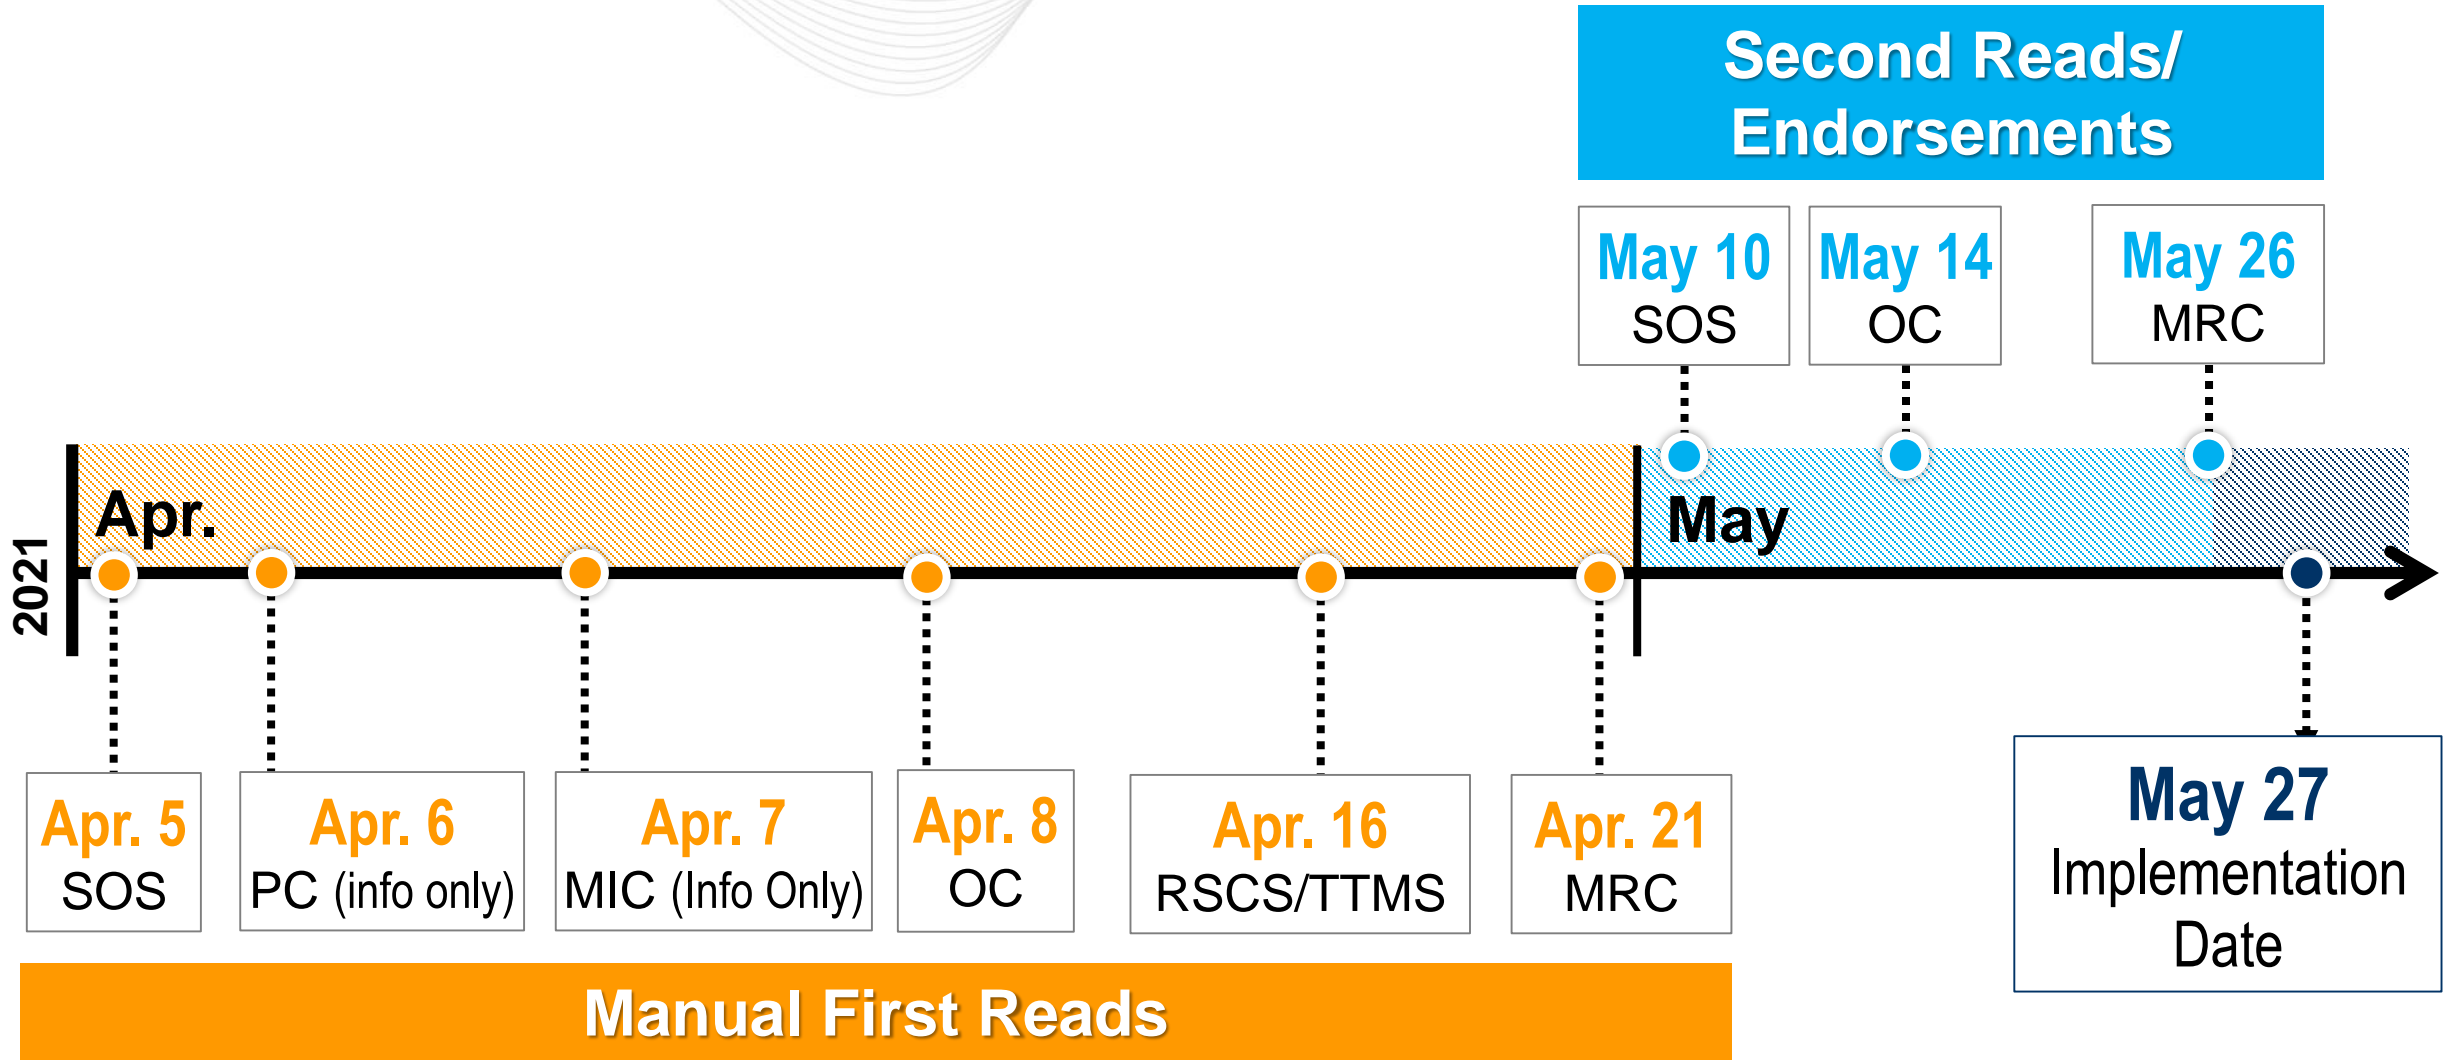 Second Reads/
Endorsements
May 10
SOS
May 14
OC
May 26
MRC
2021
Apr.
May
Apr. 5
SOS
Apr. 6
PC (info only)
Apr. 7
MIC (Info Only)
Apr. 8
OC
Apr. 16
RSCS/TTMS
Apr. 21
MRC
May 27
Implementation
Date
Manual First Reads